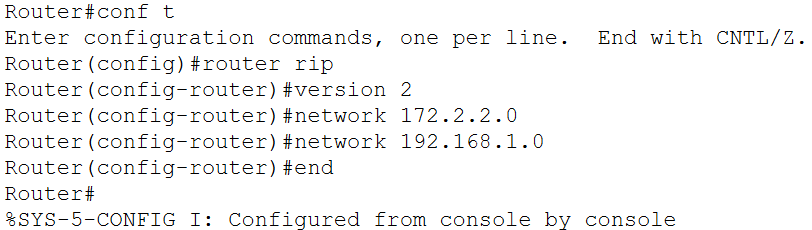 Router#conf t
Enter configuration commands, one per line.  End with CNTL/Z.
Router(config)#router rip
Router(config-router)#version 2
Router(config-router)#network 172.2.2.0
Router(config-router)#network 192.168.1.0
Router(config-router)#end
Router#
%SYS-5-CONFIG I: Configured from console by console